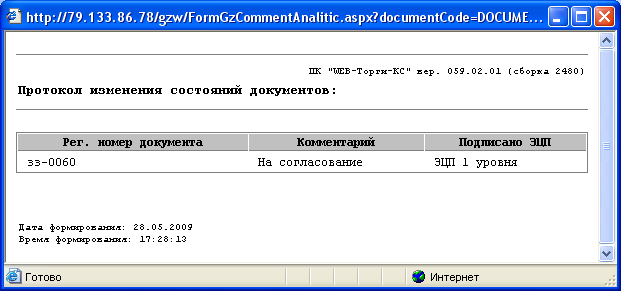 http://79.133.86.78/gzw/FormGzCommentAnalitic.aspx?documentCode=DOCUME...
ПК "WEB-Торги-КС" вер. 059.02.01 (сборка 2480)
Протокол изменения состояний документов:
Рег. номер документа Комментарий Подписано ЭЦП
зз-0060 На согласование ЭЦП 1 уровня
Дата формирования: 28.05.2009
Время формирования: 17:28:13
Готово Интернет